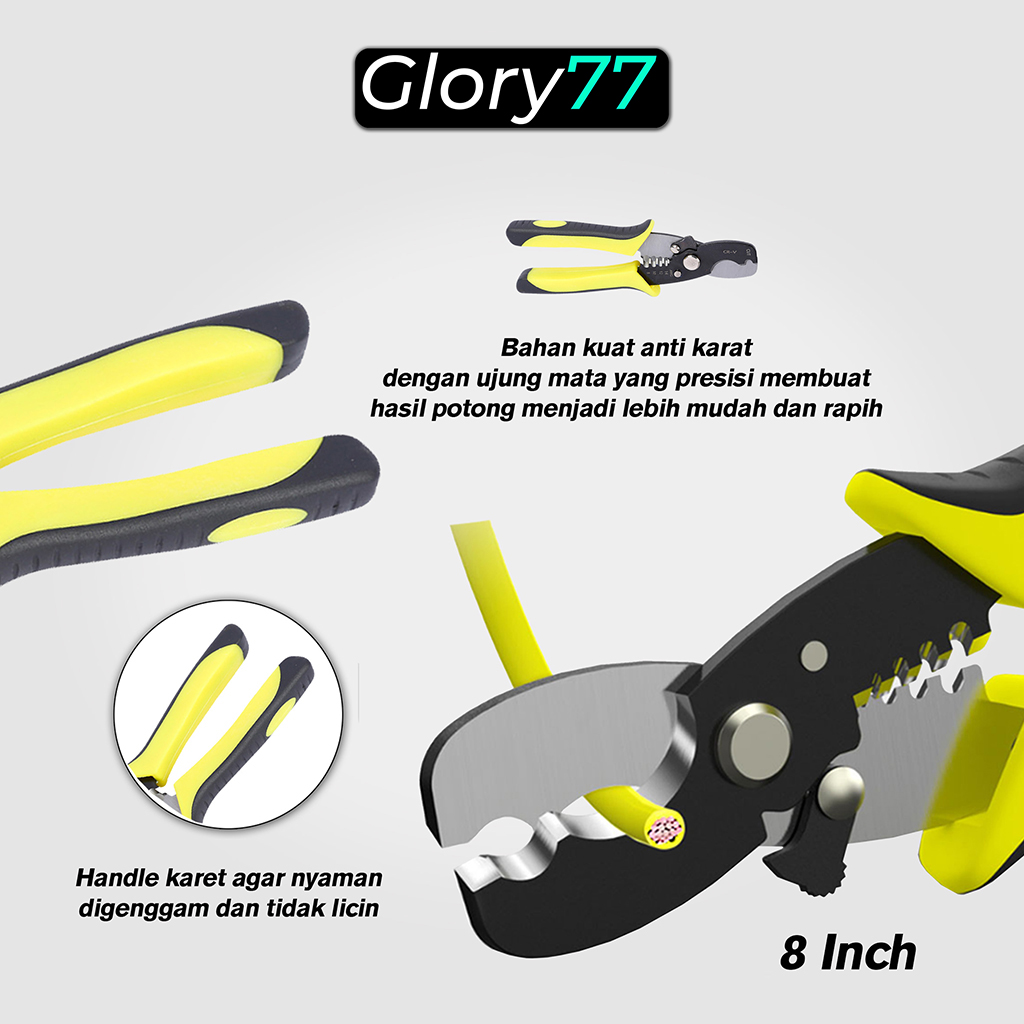 Glory77
Bahan kuat anti karat
dengan ujung mata yang presisi membuat
hasil potong menjadi lebih mudah dan rapih
Handle karet agar nyaman
digenggam dan tidak licin
8 Inch